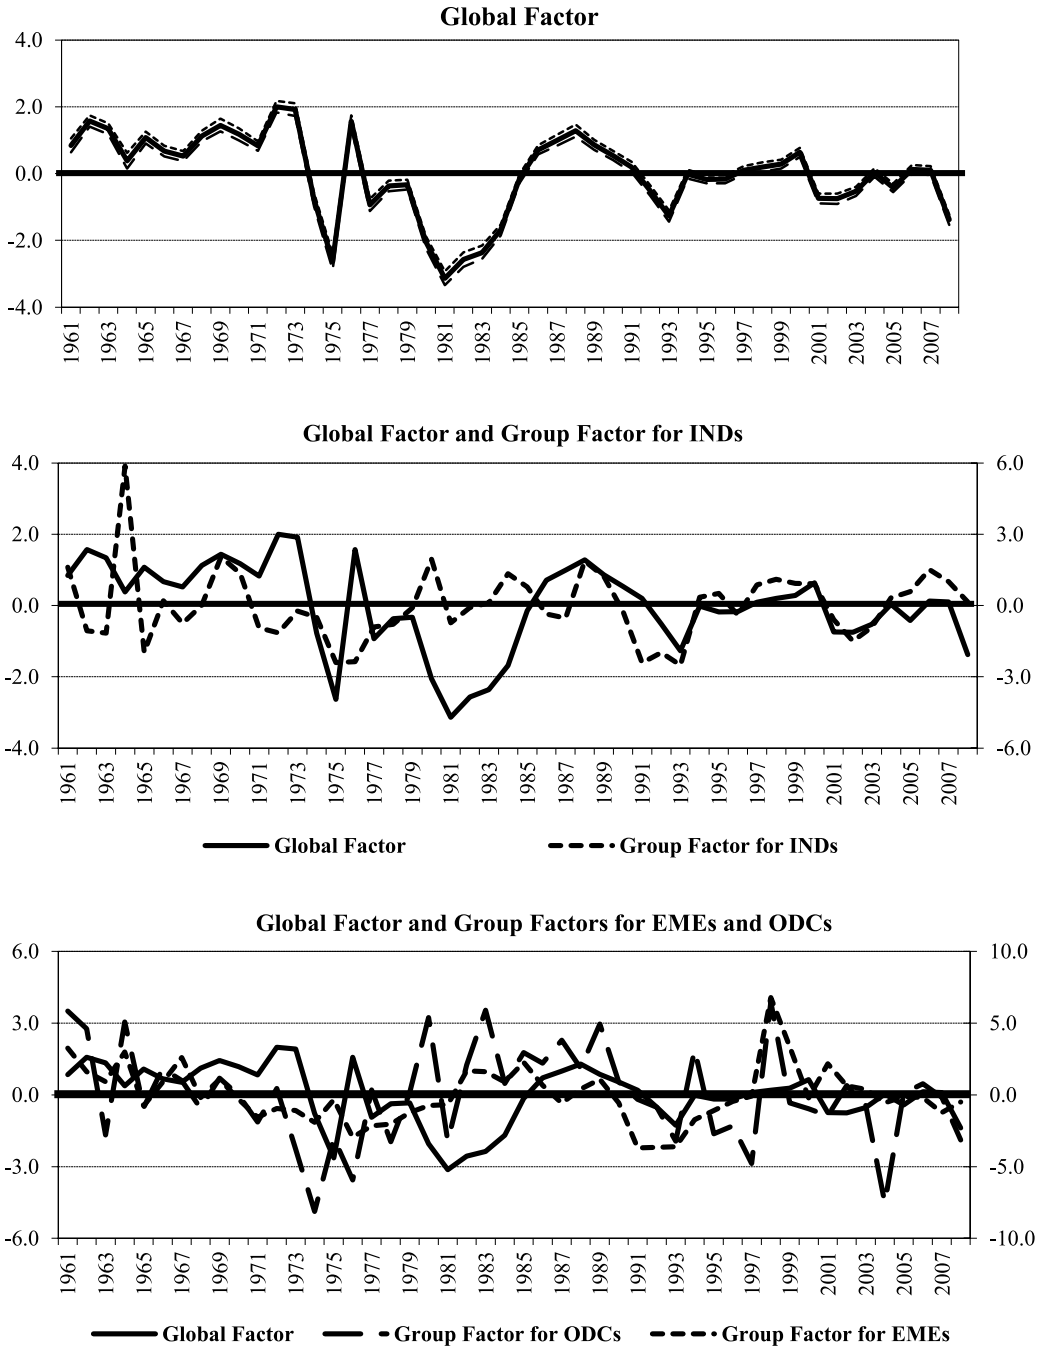 Global Factor
4.0
2.0
0.0
-2.0
-4.0
1961 1963 1965 1967 1969 1971 1973 1975 1977 1979 1981 1983 1985 1987 1989 1991 1993 1995 1997 1999 2001 2003 2005 2007
Global Factor and Group Factor for INDs
4.0 6.0
2.0 3.0
0.0 0.0
-2.0 -3.0
-4.0 -6.0
1961 1963 1965 1967 1969 1971 1973 1975 1977 1979 1981 1983 1985 1987 1989 1991 1993 1995 1997 1999 2001 2003 2005 2007
Global Factor Group Factor for INDs
Global Factor and Group Factors for EMEs and ODCs
6.0 10.0
3.0 5.0
0.0 0.0
-3.0 -5.0
-6.0 -10.0
1961 1963 1965 1967 1969 1971 1973 1975 1977 1979 1981 1983 1985 1987 1989 1991 1993 1995 1997 1999 2001 2003 2005 2007
Global Factor Group Factor for ODCs Group Factor for EMEs